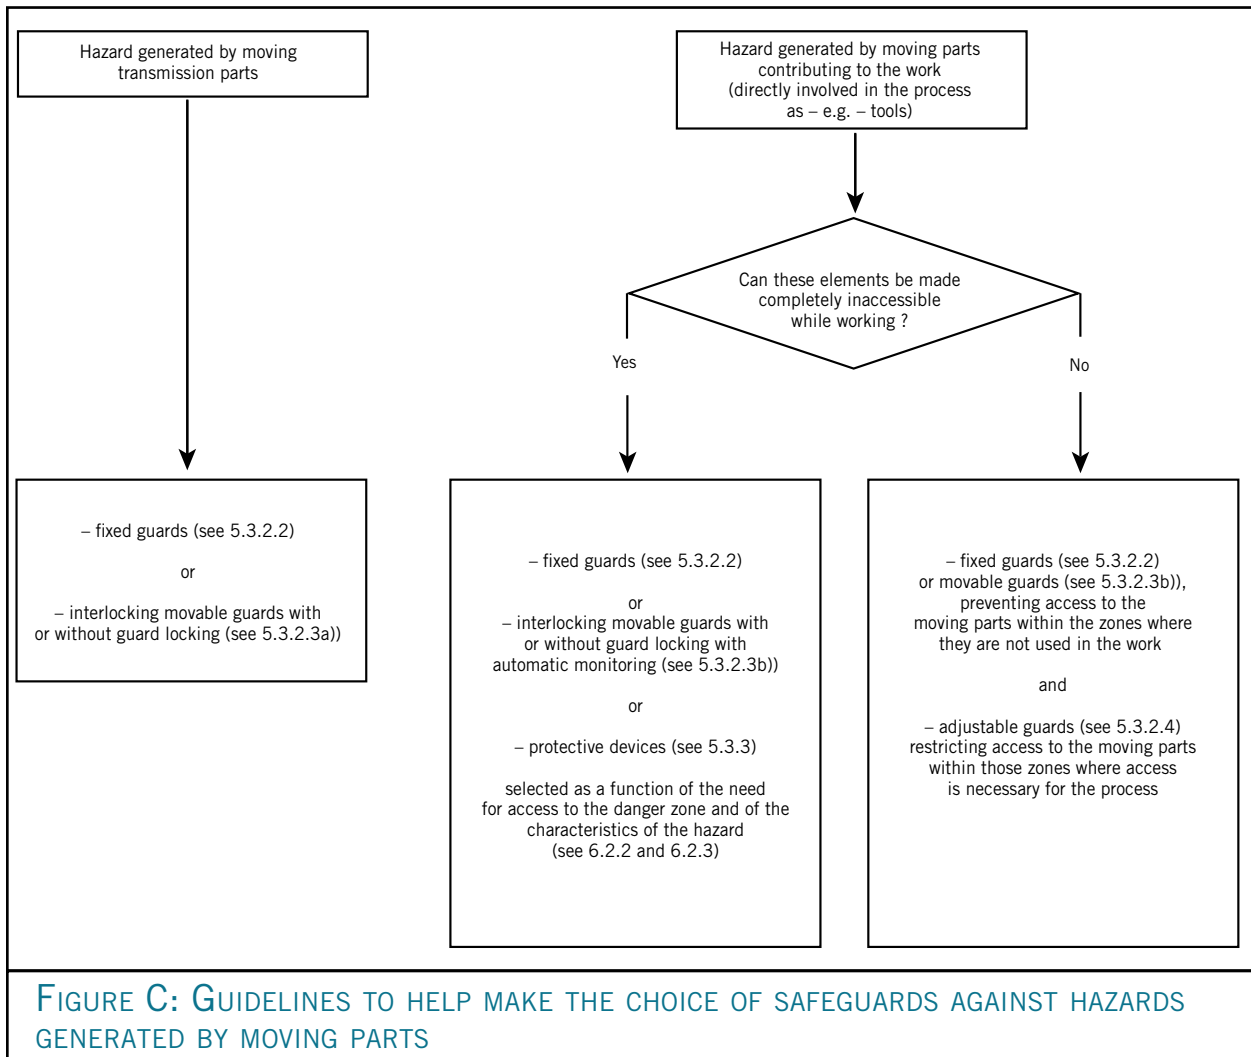 Hazard generated by moving
transmission parts
Hazard generated by moving parts
contributing to the work
(directly involved in the process
as – e.g. – tools)
Can these elements be made
completely inaccessible
while working ?
Yes
No
– fixed guards (see 5.3.2.2)
or
– interlocking movable guards with
or without guard locking (see 5.3.2.3a))
– fixed guards (see 5.3.2.2)
or
– interlocking movable guards with
or without guard locking with
automatic monitoring (see 5.3.2.3b))
or
– protective devices (see 5.3.3)
selected as a function of the need
for access to the danger zone and of the
characteristics of the hazard
(see 6.2.2 and 6.2.3)
– fixed guards (see 5.3.2.2)
or movable guards (see 5.3.2.3b)),
preventing access to the
moving parts within the zones where
they are not used in the work
and
– adjustable guards (see 5.3.2.4)
restricting access to the moving parts
within those zones where access
is necessary for the process
FIGURE C: GUIDELINES TO HELP MAKE THE CHOICE OF SAFEGUARDS AGAINST HAZARDS
GENERATED BY MOVING PARTS